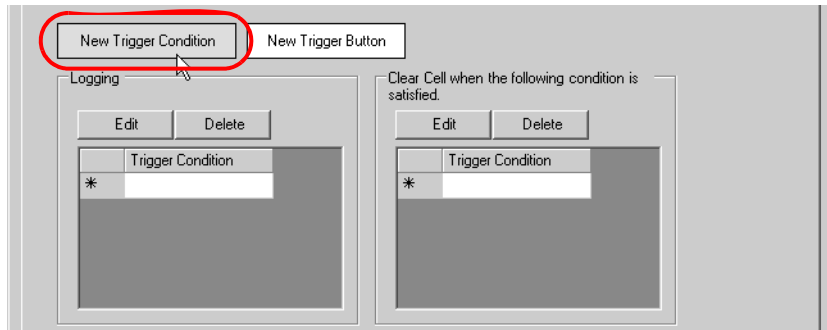 New Trigger Condition
New Trigger Button
Logging
Edit
Delete
Trigger Condition
*
Clear Cell when the following condition is
satisfied.
Edit
Delete
Trigger Condition
*